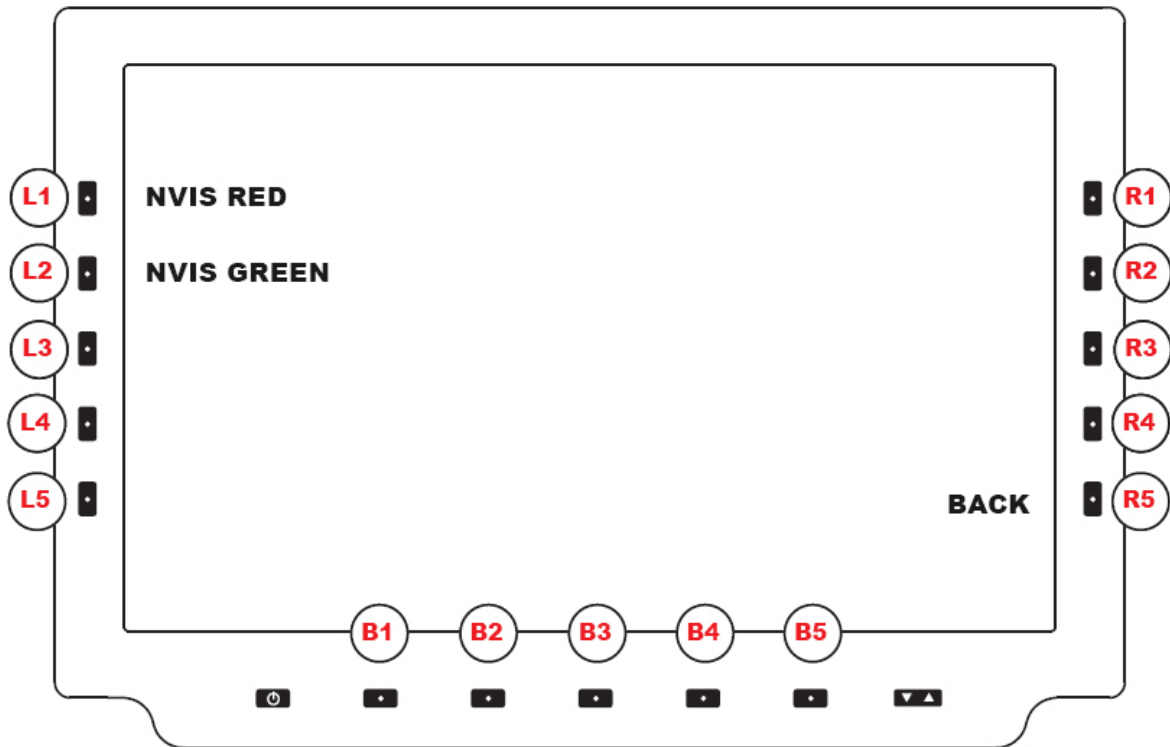 L1 NVIS RED R1
L2 NVIS GREEN R2
L3 R3
L4 R4
L5 BACK R5
B1 B2 B3 B4 B5